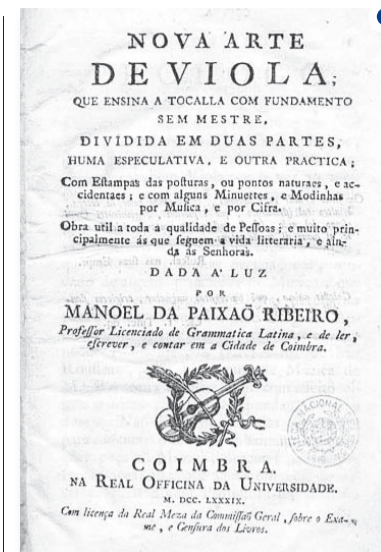 NOVA ARTE
DE VIOLA;
QUE ENSINA A TOCALLA COM FUNDAMENTO
SEM MESTRE,
DIVIDIDA EM DUAS PARTES,
HUMA ESPECULATIVA, E OUTRA PRACTICA;
Com Eſtampas das poſturas, ou pontos naturaes, e ac-
cidentaes; e com alguns Minuettes, e Modinhas
por Muſica, e por Cifra.
Obra util a toda a qualidade de Peſſoas; e muito prin-
cipalmente ás que ſeguem a vida litteraria, e ain-
da ás Senhoras.
DADA A' LUZ
POR
MANOEL DA PAIXAÕ RIBEIRO,
Profeſſor Licenciado de Grammatica Latina, e de ler,
eſcrever, e contar em a Cidade de Coimbra.
COIMBRA.
NA REAL OFFICINA DA UNIVERSIDADE.
M. DCC. LXXXIX.
Com licença da Real Meza da Commiſſaõ Geral, ſobre o Exa-
me, e Cenſura dos Livros.